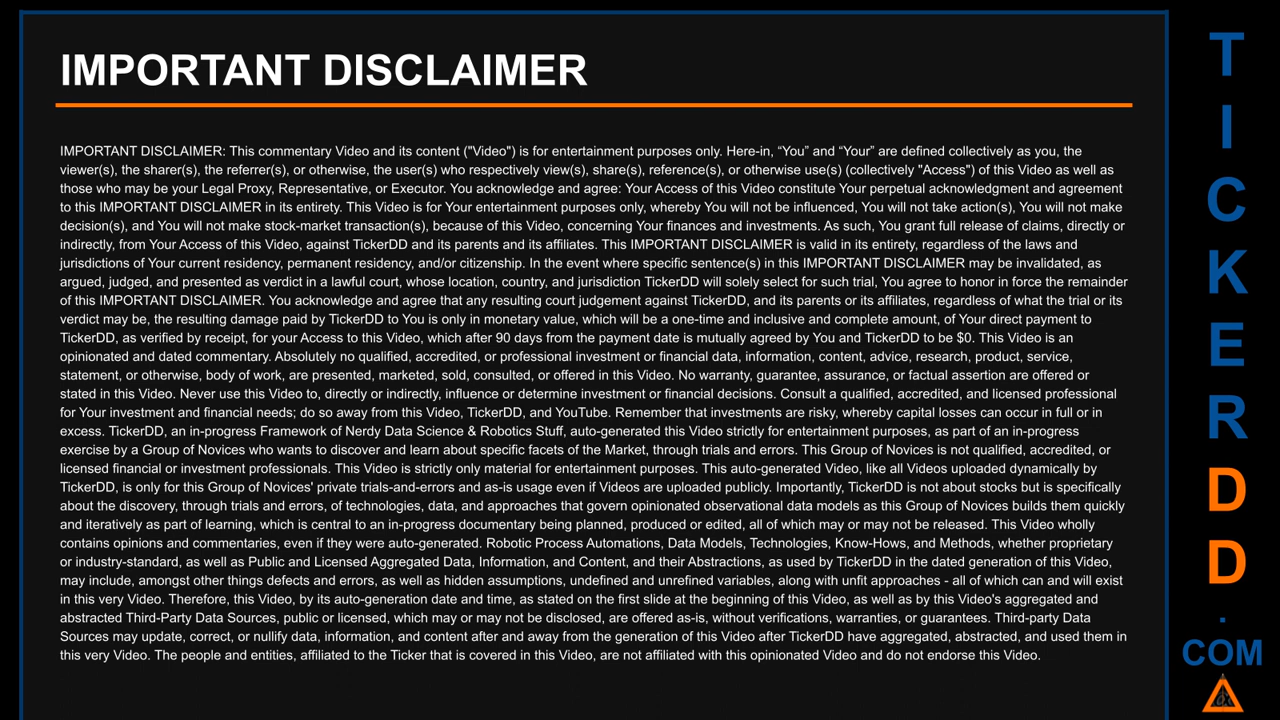 IMPORTANT DISCLAIMER
IMPORTANT DISCLAIMER: This commentary Video and its content ("Video") is for entertainment purposes only. Here-in, “You” and “Your” are defined collectively as you, the
viewer(s), the sharer(s), the referrer(s), or otherwise, the user(s) who respectively view(s), share(s), reference(s), or otherwise use(s) (collectively "Access") of this Video as well as
those who may be your Legal Proxy, Representative, or Executor. You acknowledge and agree: Your Access of this Video constitute Your perpetual acknowledgment and agreement
to this IMPORTANT DISCLAIMER in its entirety. This Video is for Your entertainment purposes only, whereby You will not be influenced, You will not take action(s), You will not make
decision(s), and You will not make stock-market transaction(s), because of this Video, concerning Your finances and investments. As such, You grant full release of claims, directly or
indirectly, from Your Access of this Video, against TickerDD and its parents and its affiliates. This IMPORTANT DISCLAIMER is valid in its entirety, regardless of the laws and
jurisdictions of Your current residency, permanent residency, and/or citizenship. In the event where specific sentence(s) in this IMPORTANT DISCLAIMER may be invalidated, as
argued, judged, and presented as verdict in a lawful court, whose location, country, and jurisdiction TickerDD will solely select for such trial, You agree to honor in force the remainder
of this IMPORTANT DISCLAIMER. You acknowledge and agree that any resulting court judgement against TickerDD, and its parents or its affiliates, regardless of what the trial or its
verdict may be, the resulting damage paid by TickerDD to You is only in monetary value, which will be a one-time and inclusive and complete amount, of Your direct payment to
TickerDD, as verified by receipt, for your Access to this Video, which after 90 days from the payment date is mutually agreed by You and TickerDD to be $0. This Video is an
opinionated and dated commentary. Absolutely no qualified, accredited, or professional investment or financial data, information, content, advice, research, product, service,
statement, or otherwise, body of work, are presented, marketed, sold, consulted, or offered in this Video. No warranty, guarantee, assurance, or factual assertion are offered or
stated in this Video. Never use this Video to, directly or indirectly, influence or determine investment or financial decisions. Consult a qualified, accredited, and licensed professional
for Your investment and financial needs; do so away from this Video, TickerDD, and YouTube. Remember that investments are risky, whereby capital losses can occur in full or in
excess. TickerDD, an in-progress Framework of Nerdy Data Science & Robotics Stuff, auto-generated this Video strictly for entertainment purposes, as part of an in-progress
exercise by a Group of Novices who wants to discover and learn about specific facets of the Market, through trials and errors. This Group of Novices is not qualified, accredited, or
licensed financial or investment professionals. This Video is strictly only material for entertainment purposes. This auto-generated Video, like all Videos uploaded dynamically by
TickerDD, is only for this Group of Novices' private trials-and-errors and as-is usage even if Videos are uploaded publicly. Importantly, TickerDD is not about stocks but is specifically
about the discovery, through trials and errors, of technologies, data, and approaches that govern opinionated observational data models as this Group of Novices builds them quickly
and iteratively as part of learning, which is central to an in-progress documentary being planned, produced or edited, all of which may or may not be released. This Video wholly
contains opinions and commentaries, even if they were auto-generated. Robotic Process Automations, Data Models, Technologies, Know-Hows, and Methods, whether proprietary
or industry-standard, as well as Public and Licensed Aggregated Data, Information, and Content, and their Abstractions, as used by TickerDD in the dated generation of this Video,
may include, amongst other things defects and errors, as well as hidden assumptions, undefined and unrefined variables, along with unfit approaches - all of which can and will exist
in this very Video. Therefore, this Video, by its auto-generation date and time, as stated on the first slide at the beginning of this Video, as well as by this Video's aggregated and
abstracted Third-Party Data Sources, public or licensed, which may or may not be disclosed, are offered as-is, without verifications, warranties, or guarantees. Third-party Data
Sources may update, correct, or nullify data, information, and content after and away from the generation of this Video after TickerDD have aggregated, abstracted, and used them in
this very Video. The people and entities, affiliated to the Ticker that is covered in this Video, are not affiliated with this opinionated Video and do not endorse this Video.
T
I
C
K
E
R
D
D
.
COM